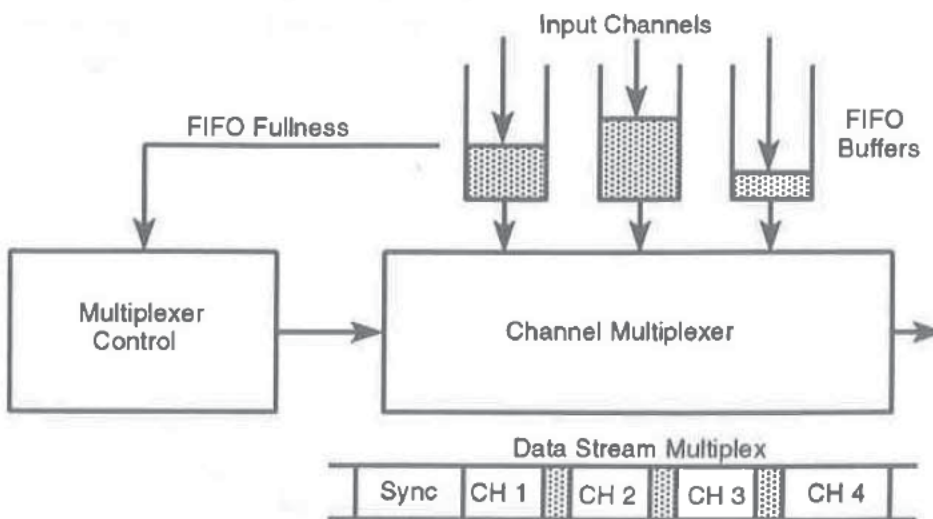 Input Channels
FIFO Fullness
FIFO
Buffers
Multiplexer
Control
Channel Multiplexer
Data Stream Multiplex
Sync CH 1 CH 2 CH 3 CH 4